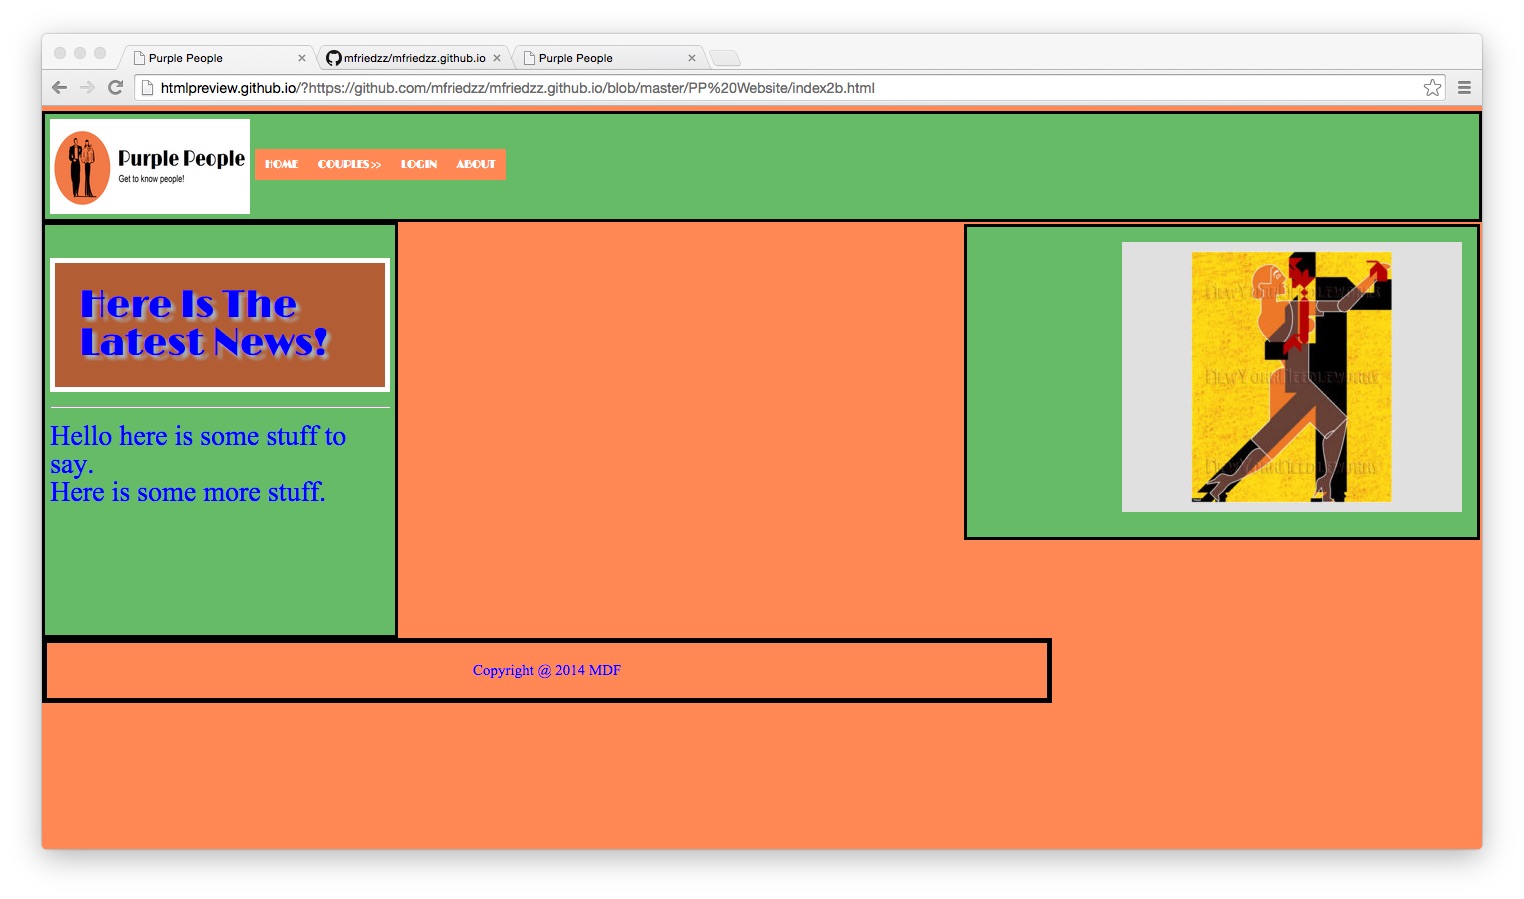 Purple People
mfriedzz/mfriedzz.github.io
Purple People
htmlpreview.github.io/?https://github.com/mfriedzz/mfriedzz.github.io/blob/master/PP%20Website/index2b.html
Purple People
Get to know people!
HOME COUPLES>> LOGIN ABOUT
Here Is The
Latest News!
Hello here is some stuff to
say.
Here is some more stuff.
Copyright @ 2014 MDF